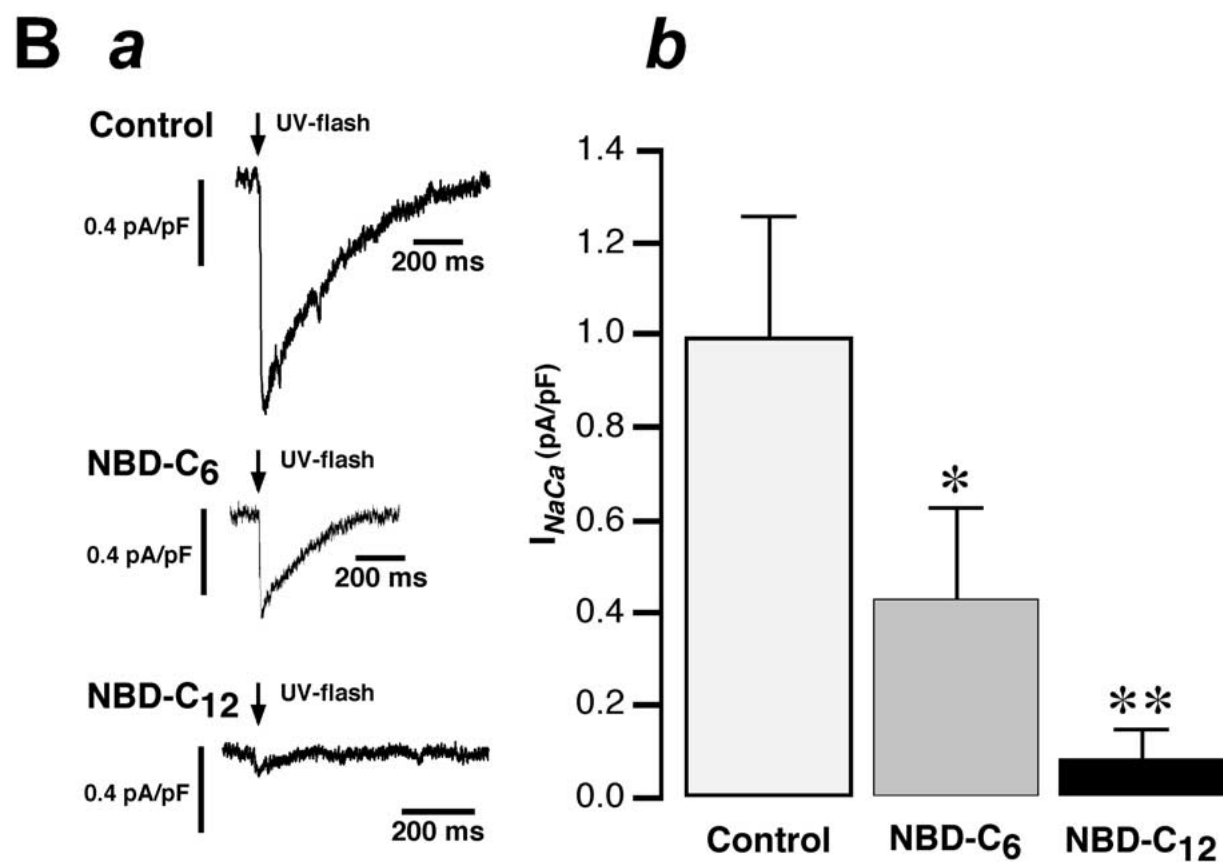 B a
Control
UV-flash
0.4 pA/pF
200 ms
NBD-C6
UV-flash
0.4 pA/pF
200 ms
NBD-C12
UV-flash
0.4 pA/pF
200 ms
b
INaCa (pA/pF)
1.4
1.2
1.0
0.8
0.6
0.4
0.2
0.0
*
**
Control NBD-C6 NBD-C12